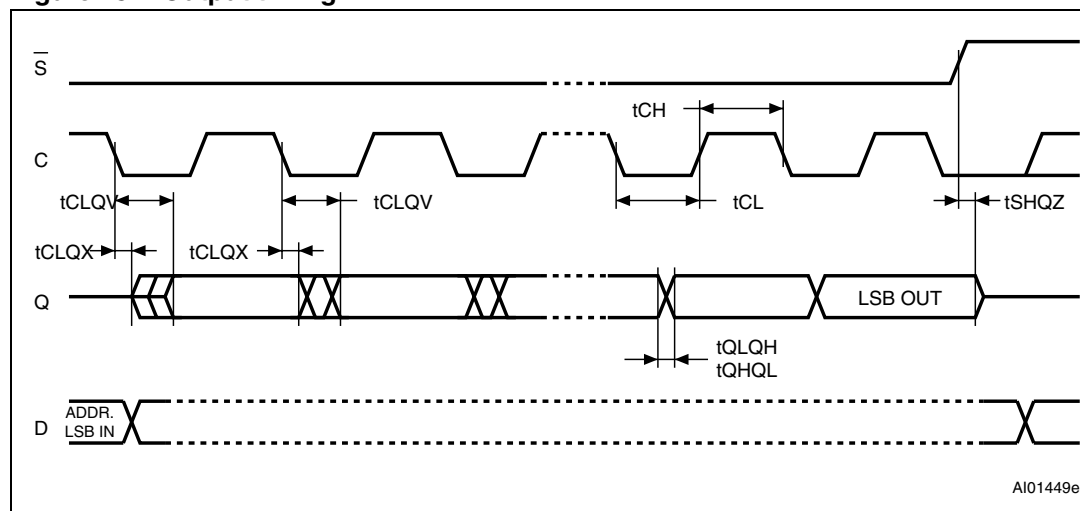 S
tCH
C
tCLQV
tCLQV
tCL
tSHQZ
tCLQX
tCLQX
Q
LSB OUT
tQLQH
tQHQL
ADDR.
D
LSB IN
AI01449e